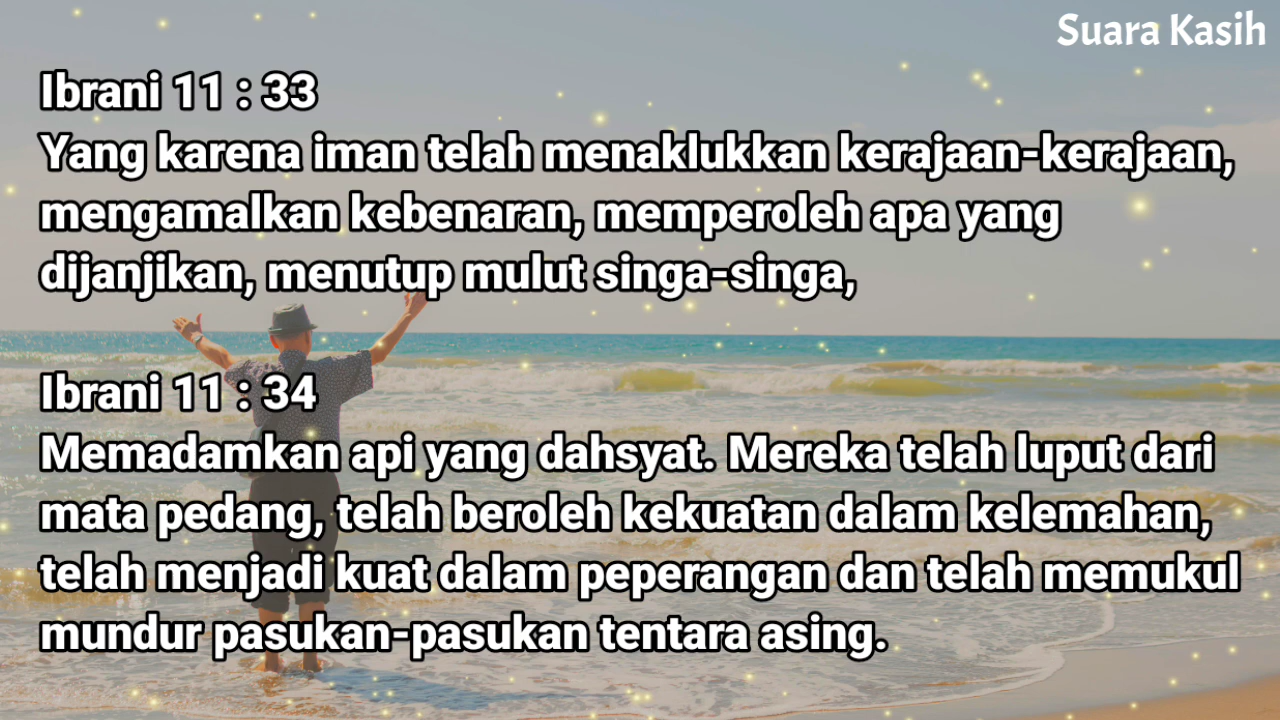 Suara Kasih
Ibrani 11 : 33
Yang karena iman telah menaklukkan kerajaan-kerajaan,
mengamalkan kebenaran, memperoleh apa yang
dijanjikan, menutup mulut singa-singa,
Ibrani 11 : 34
Memadamkan api yang dahsyat. Mereka telah luput dari
mata pedang, telah beroleh kekuatan dalam kelemahan,
telah menjadi kuat dalam peperangan dan telah memukul
mundur pasukan-pasukan tentara asing.